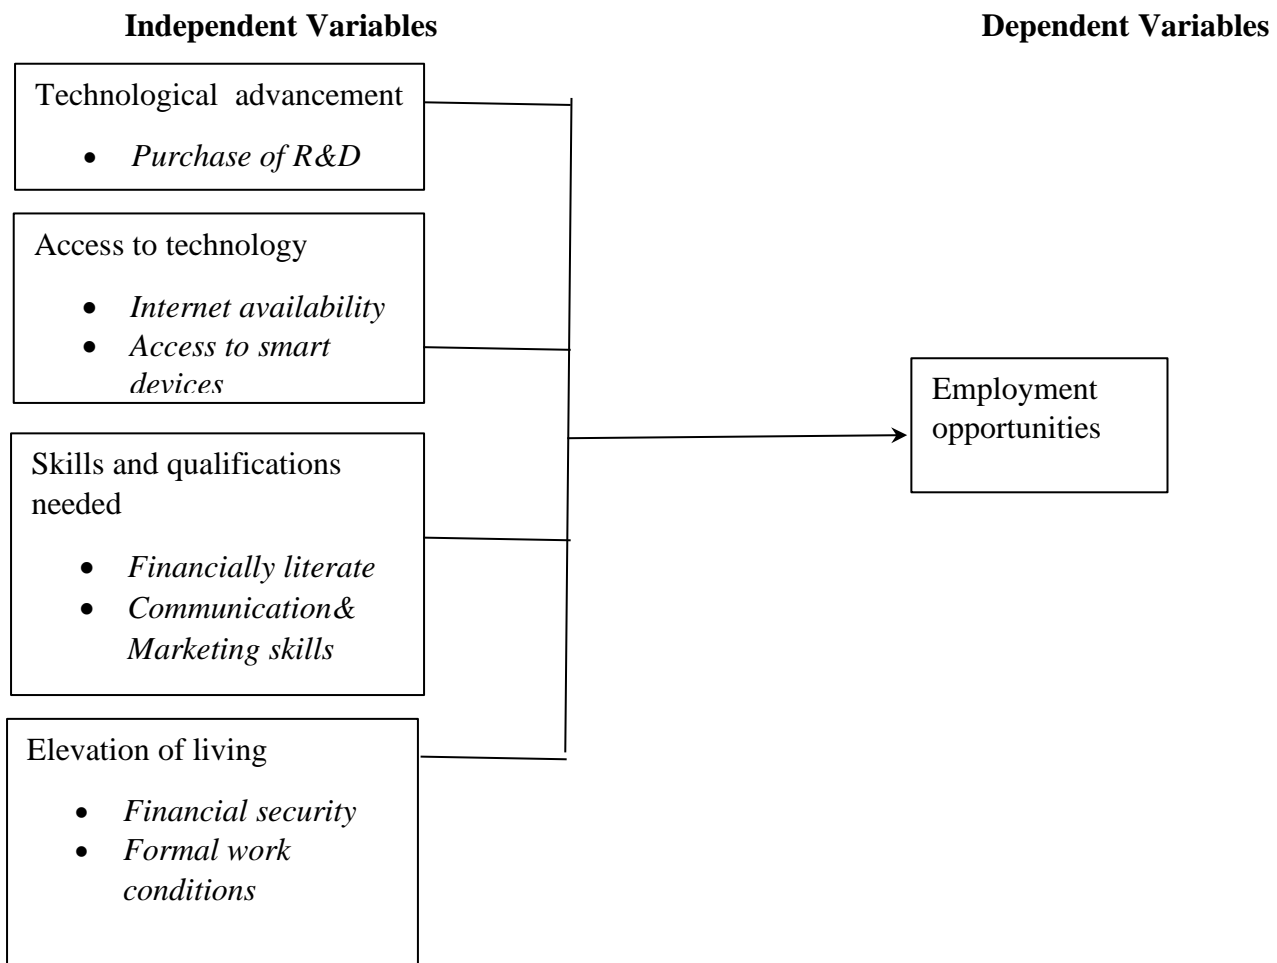 Independent Variables
Dependent Variables
Technological advancement
• Purchase of R&D
Access to technology
• Internet availability
• Access to smart
devices
Skills and qualifications
needed
• Financially literate
• Communication&
Marketing skills
Elevation of living
• Financial security
• Formal work
conditions
Employment
opportunities